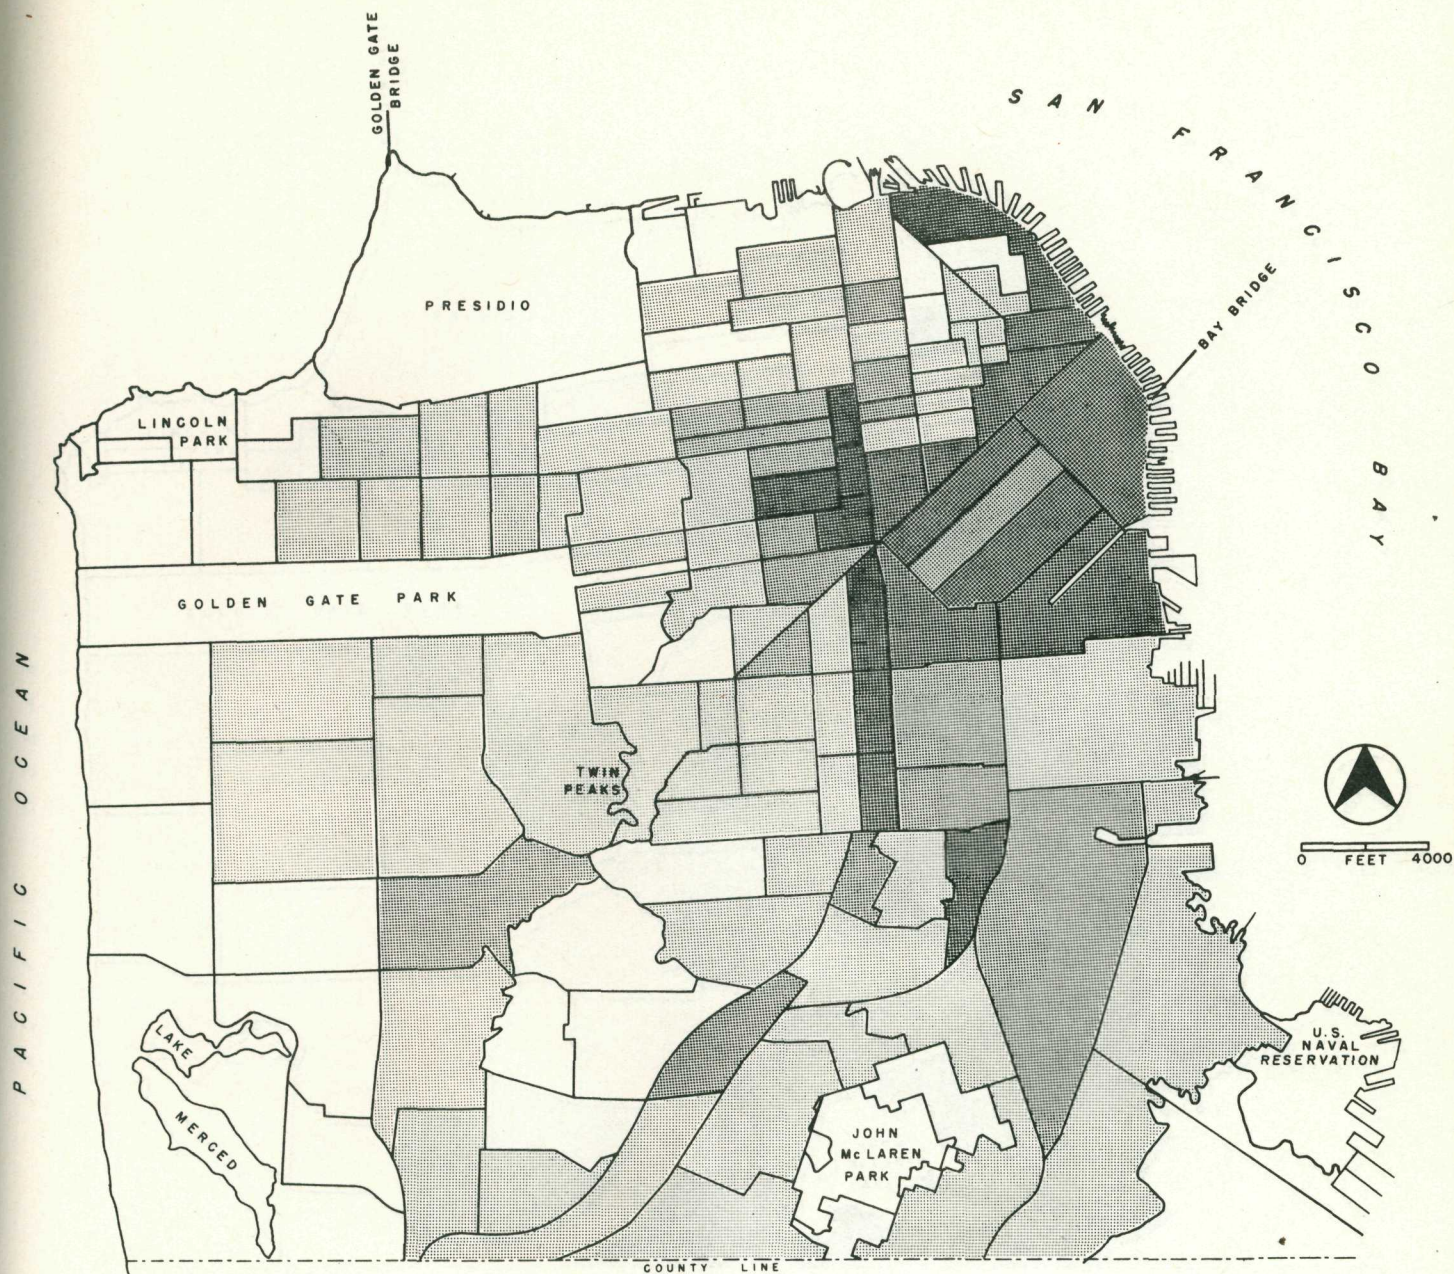 GOLDEN GATE
BRIDGE
SAN FRANCISCO BAY
BAY BRIDGE
PRESIDIO
LINCOLN
PARK
GOLDEN GATE PARK
PACIFIC OCEAN
TWIN
PEAKS
0 FEET 4000
LAKE
MERCED
U.S.
NAVAL
RESERVATION
JOHN
McLAREN
PARK
COUNTY LINE